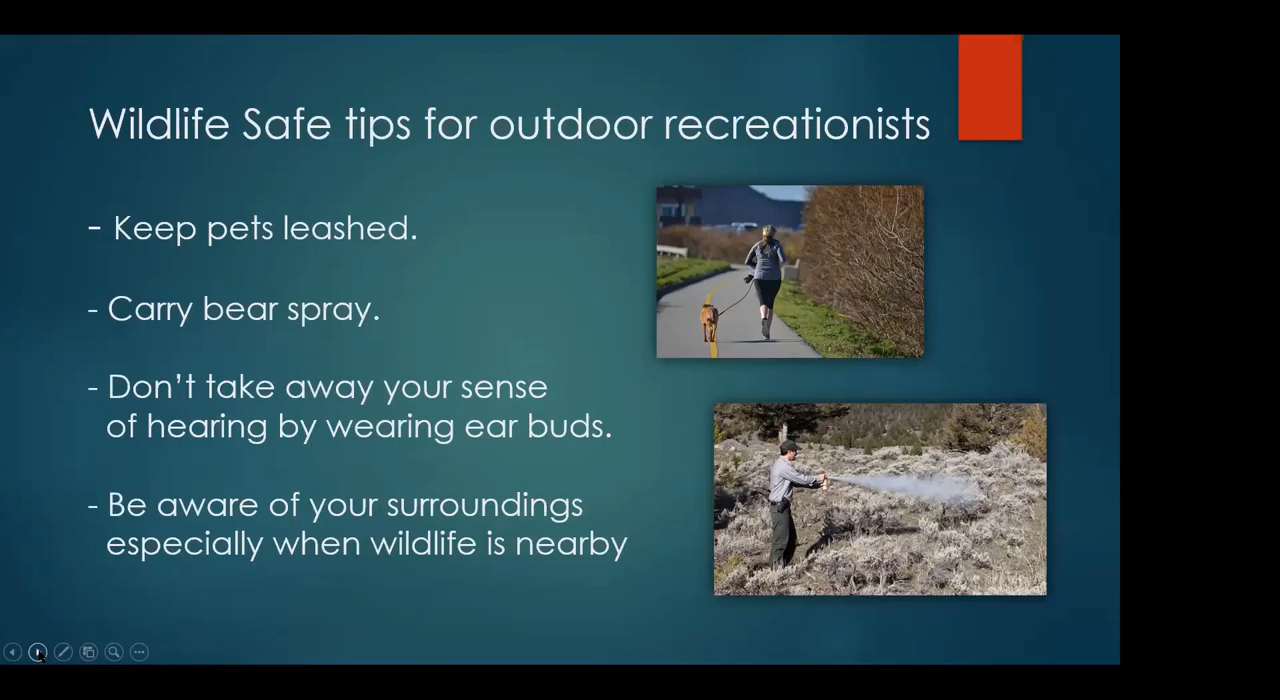 Wildlife Safe tips for outdoor recreationists
- Keep pets leashed.
- Carry bear spray.
- Don’t take away your sense
of hearing by wearing ear buds.
- Be aware of your surroundings
especially when wildlife is nearby